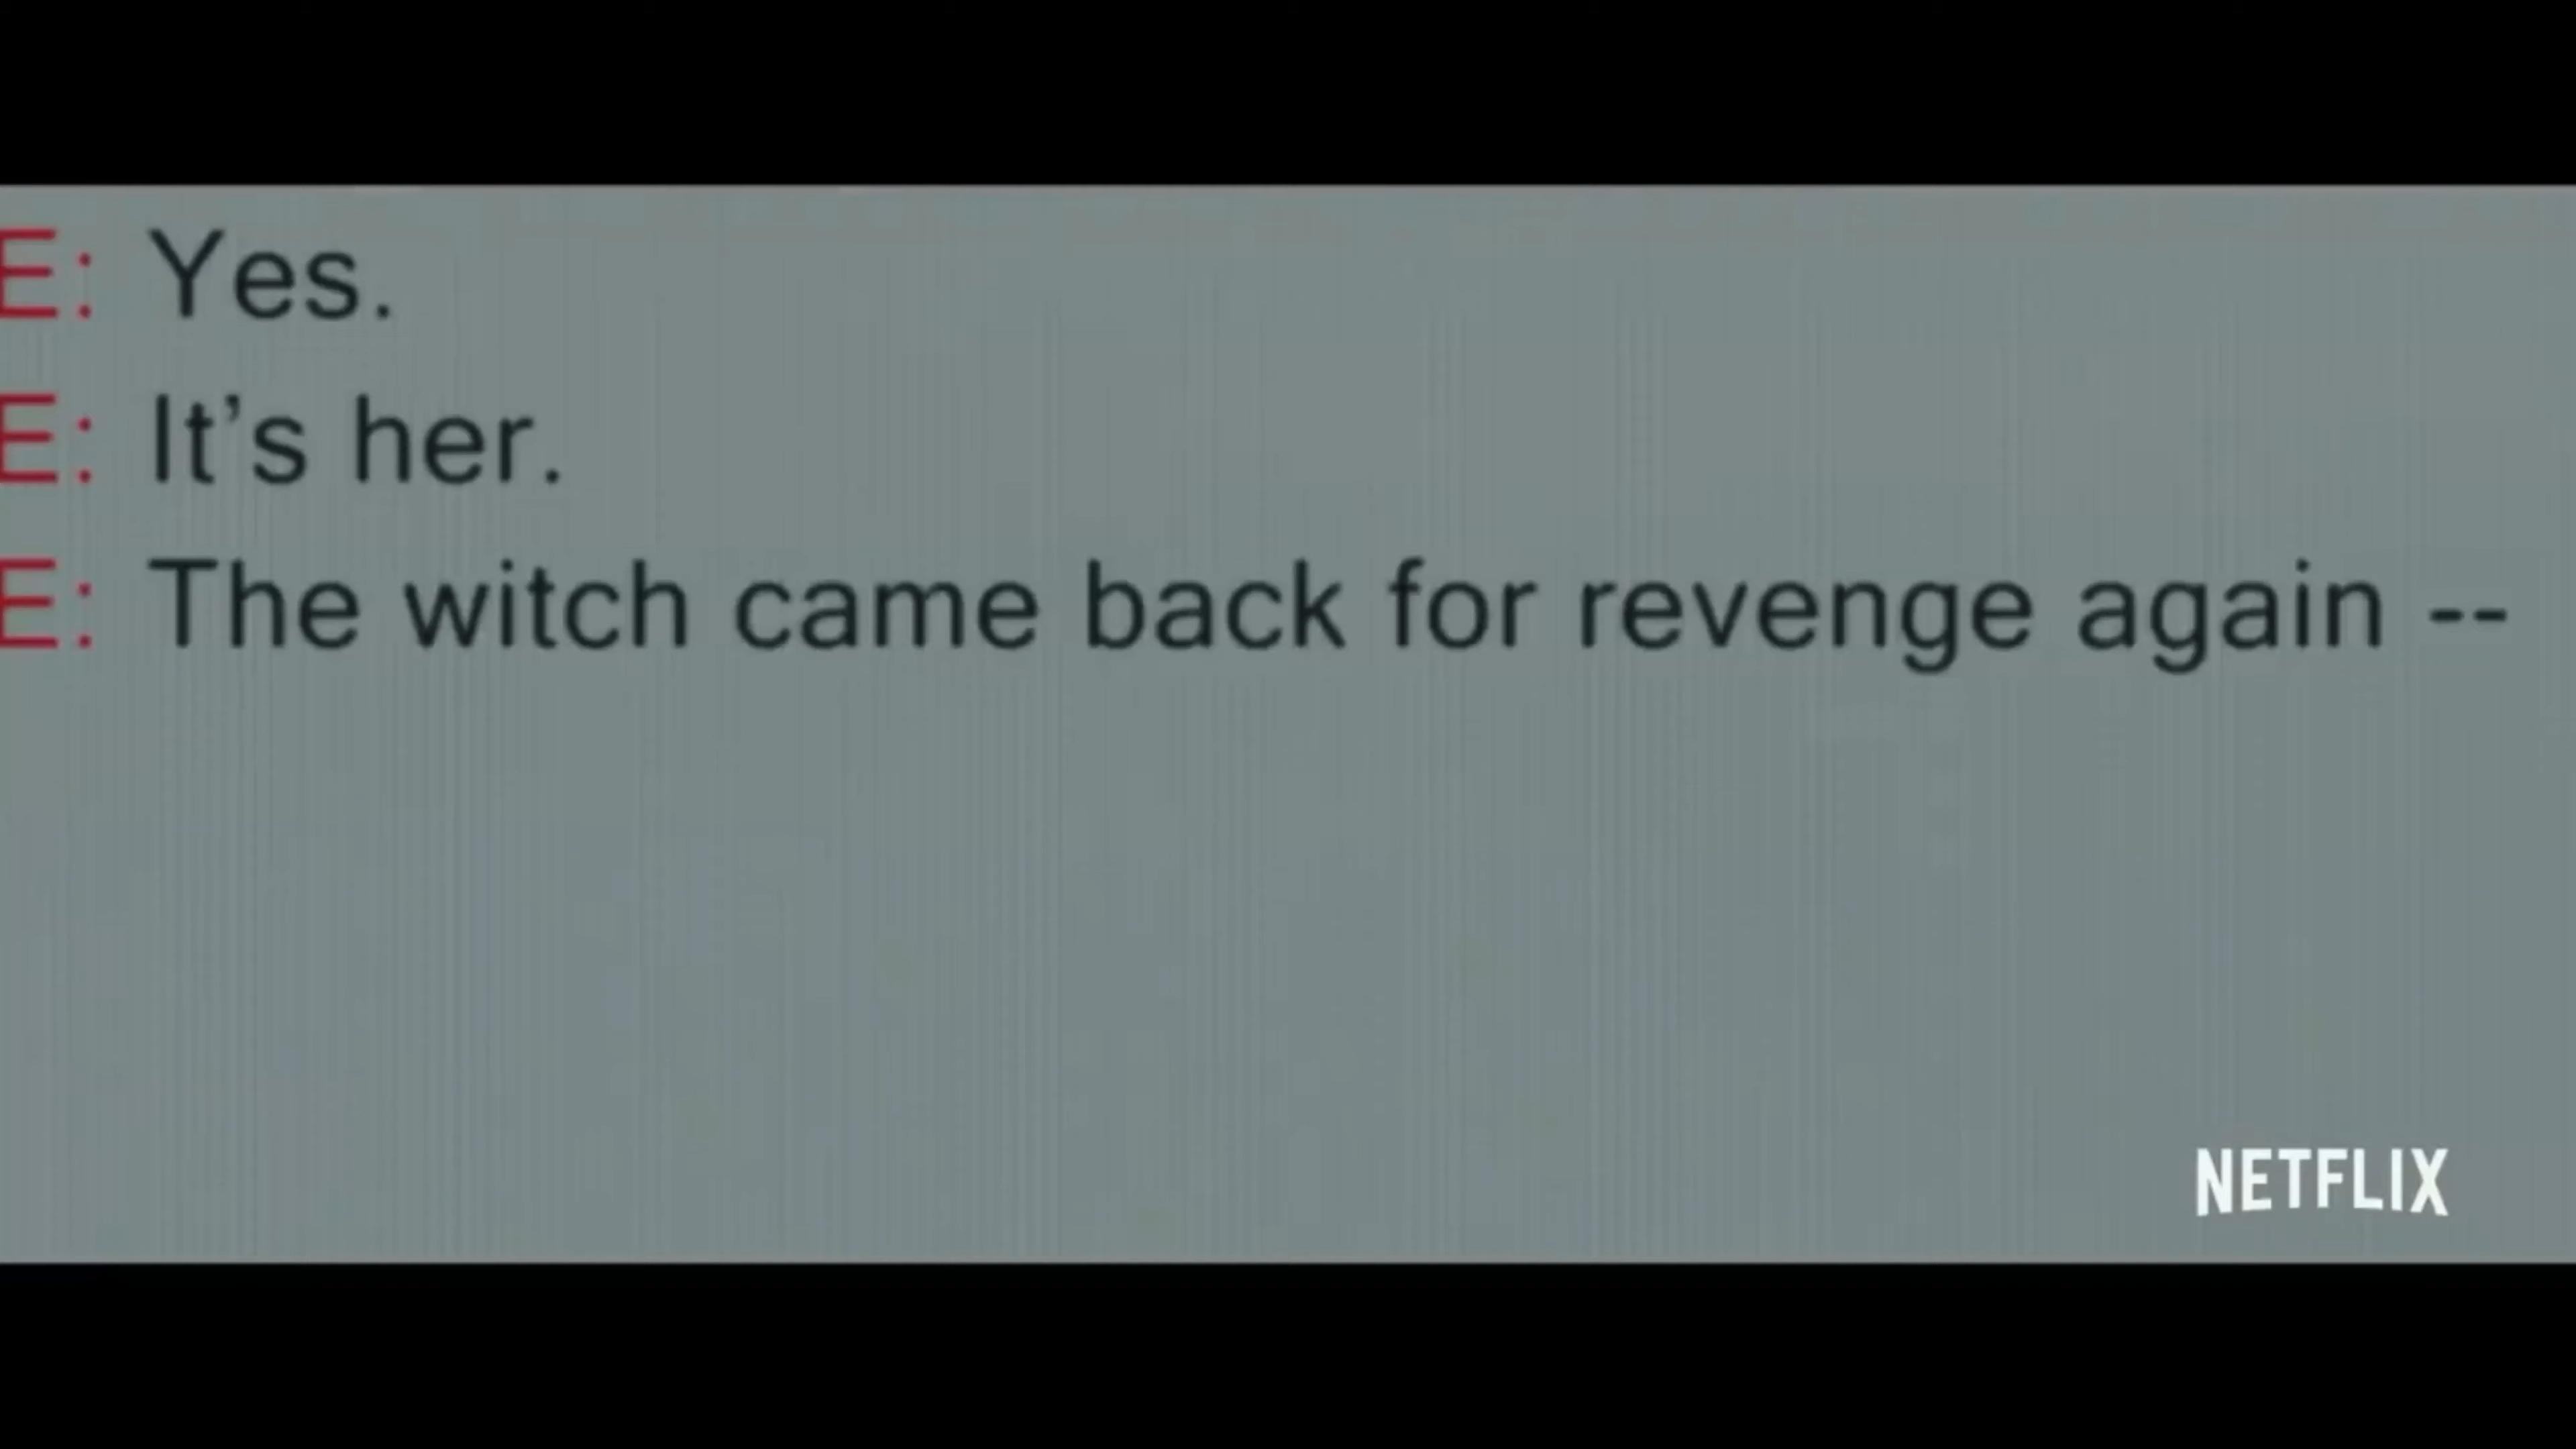 E: Yes.
E: It’s her.
E: The witch came back for revenge again --
NETFLIX